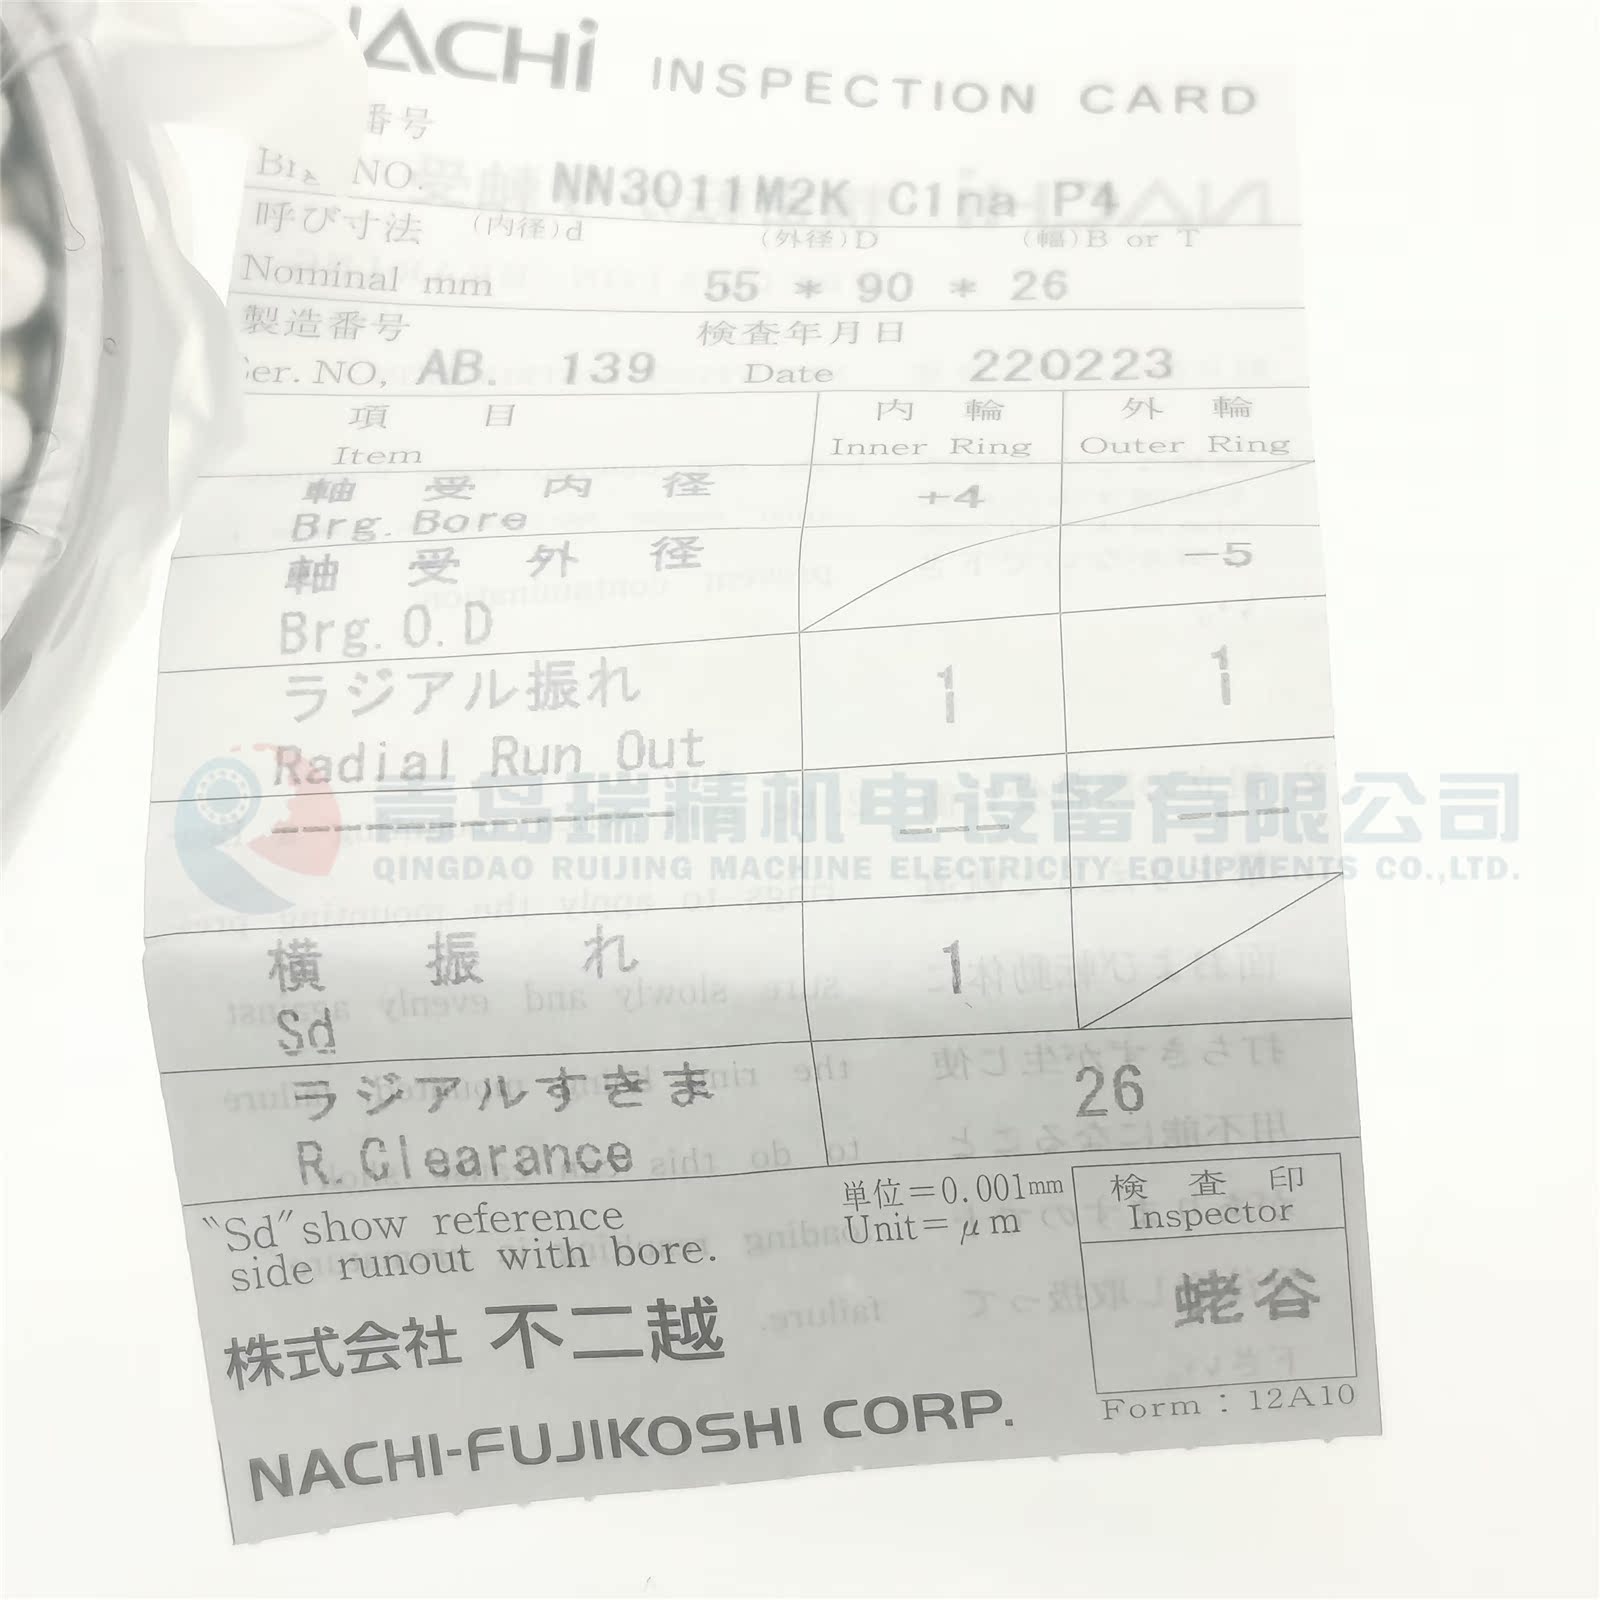 NACHi INSPECTION CARD
番号
Brg NO. NN3011M2K C1na P4
呼び寸法 (内径)d (外径)D (幅)B or T
Nominal mm 55 * 90 * 26
製造番号 検査年月日
Ser. NO, AB. 139 Date 220223
項目 内輪 外輪
Item Inner Ring Outer Ring
軸受内径 +4
Brg. Bore
軸受外径 -5
Brg. O. D
ラジアル振れ 1 1
Radial Run Out
-------------- ---- ----
青岛瑞精机电设备有限公司
QINGDAO RUIJING MACHINE ELECTRICITY EQUIPMENTS CO.,LTD.
横振れ 1
Sd
ラジアルすきま 26
R. Clearance
"Sd" show reference
side runout with bore.
単位=0.001mm
Unit=μm
検査印
Inspector
蛯谷
株式会社 不二越
NACHI-FUJIKOSHI CORP.
Form : 12A10